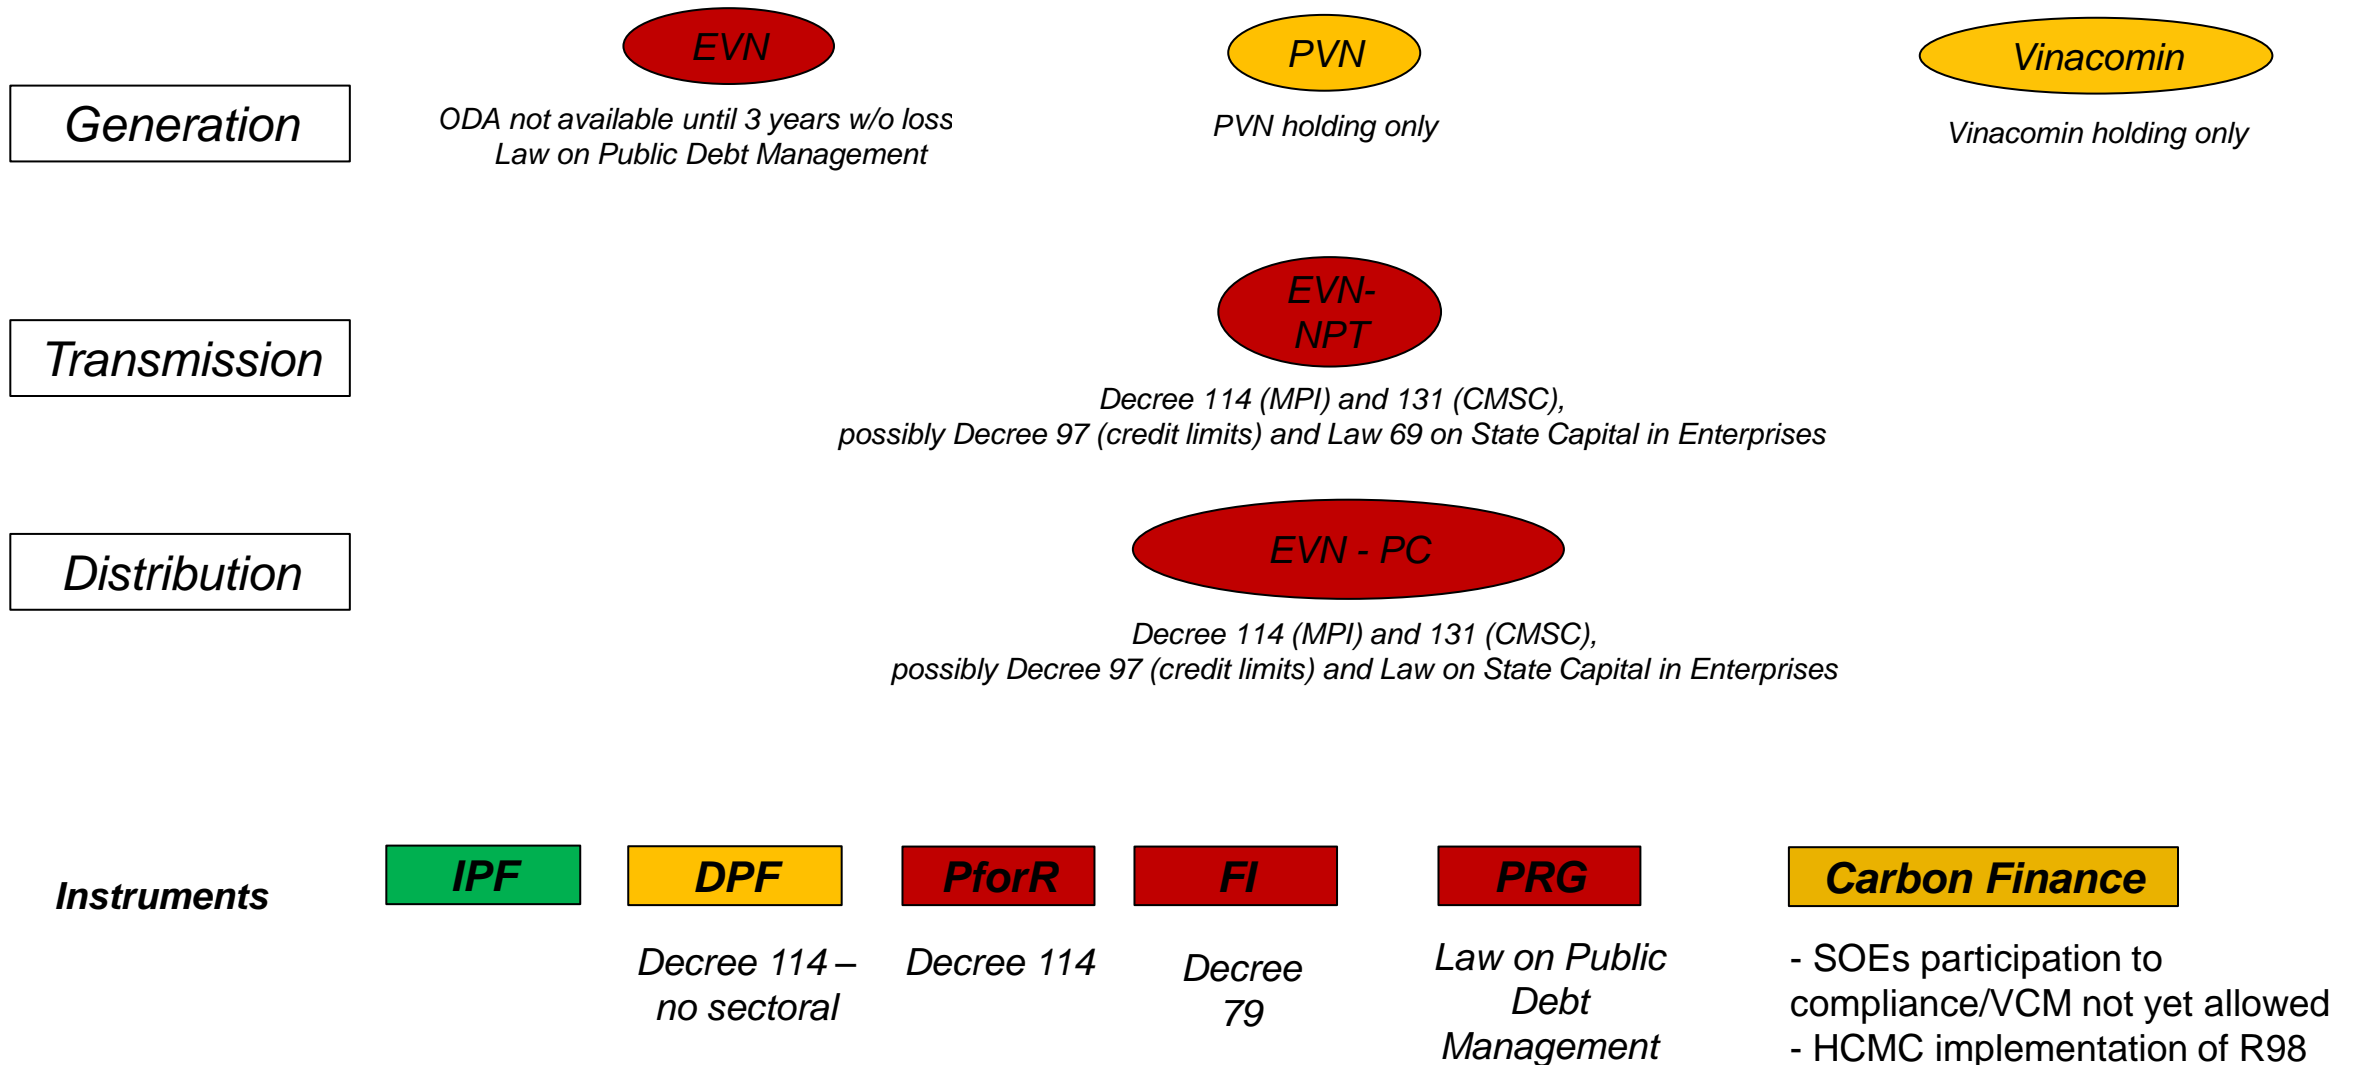 EVN
PVN
Vinacomin
Generation
ODA not available until 3 years w/o loss
Law on Public Debt Management
PVN holding only
Vinacomin holding only
EVN-
NPT
Transmission
Decree 114 (MPI) and 131 (CMSC),
possibly Decree 97 (credit limits) and Law 69 on State Capital in Enterprises
EVN - PC
Distribution
Decree 114 (MPI) and 131 (CMSC),
possibly Decree 97 (credit limits) and Law on State Capital in Enterprises
Instruments
IPF
DPF
PforR
FI
PRG
Carbon Finance
Decree 114 –
no sectoral
Decree 114
Decree
79
Law on Public
Debt
Management
- SOEs participation to
compliance/VCM not yet allowed
- HCMC implementation of R98